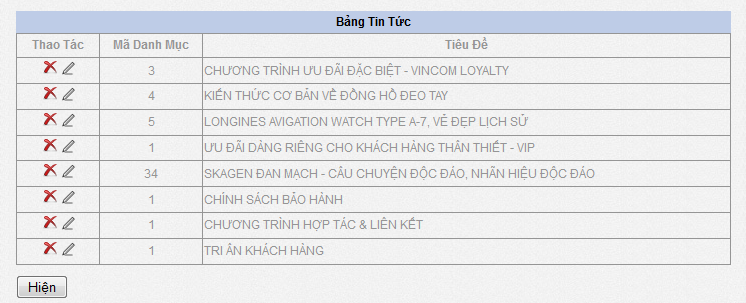 Bảng Tin Tức
Thao Tác Mã Danh Mục Tiêu Đề
3 CHƯƠNG TRÌNH ƯU ĐÃI ĐẶC BIỆT - VINCOM LOYALTY
4 KIẾN THỨC CƠ BẢN VỀ ĐỒNG HỒ ĐEO TAY
5 LONGINES AVIGATION WATCH TYPE A-7, VẺ ĐẸP LỊCH SỬ
1 ƯU ĐÃI DÀNG RIÊNG CHO KHÁCH HÀNG THÂN THIẾT - VIP
34 SKAGEN ĐAN MẠCH - CÂU CHUYỆN ĐỘC ĐÁO, NHÃN HIỆU ĐỘC ĐÁO
1 CHÍNH SÁCH BẢO HÀNH
1 CHƯƠNG TRÌNH HỢP TÁC & LIÊN KẾT
1 TRI ÂN KHÁCH HÀNG
Hiện